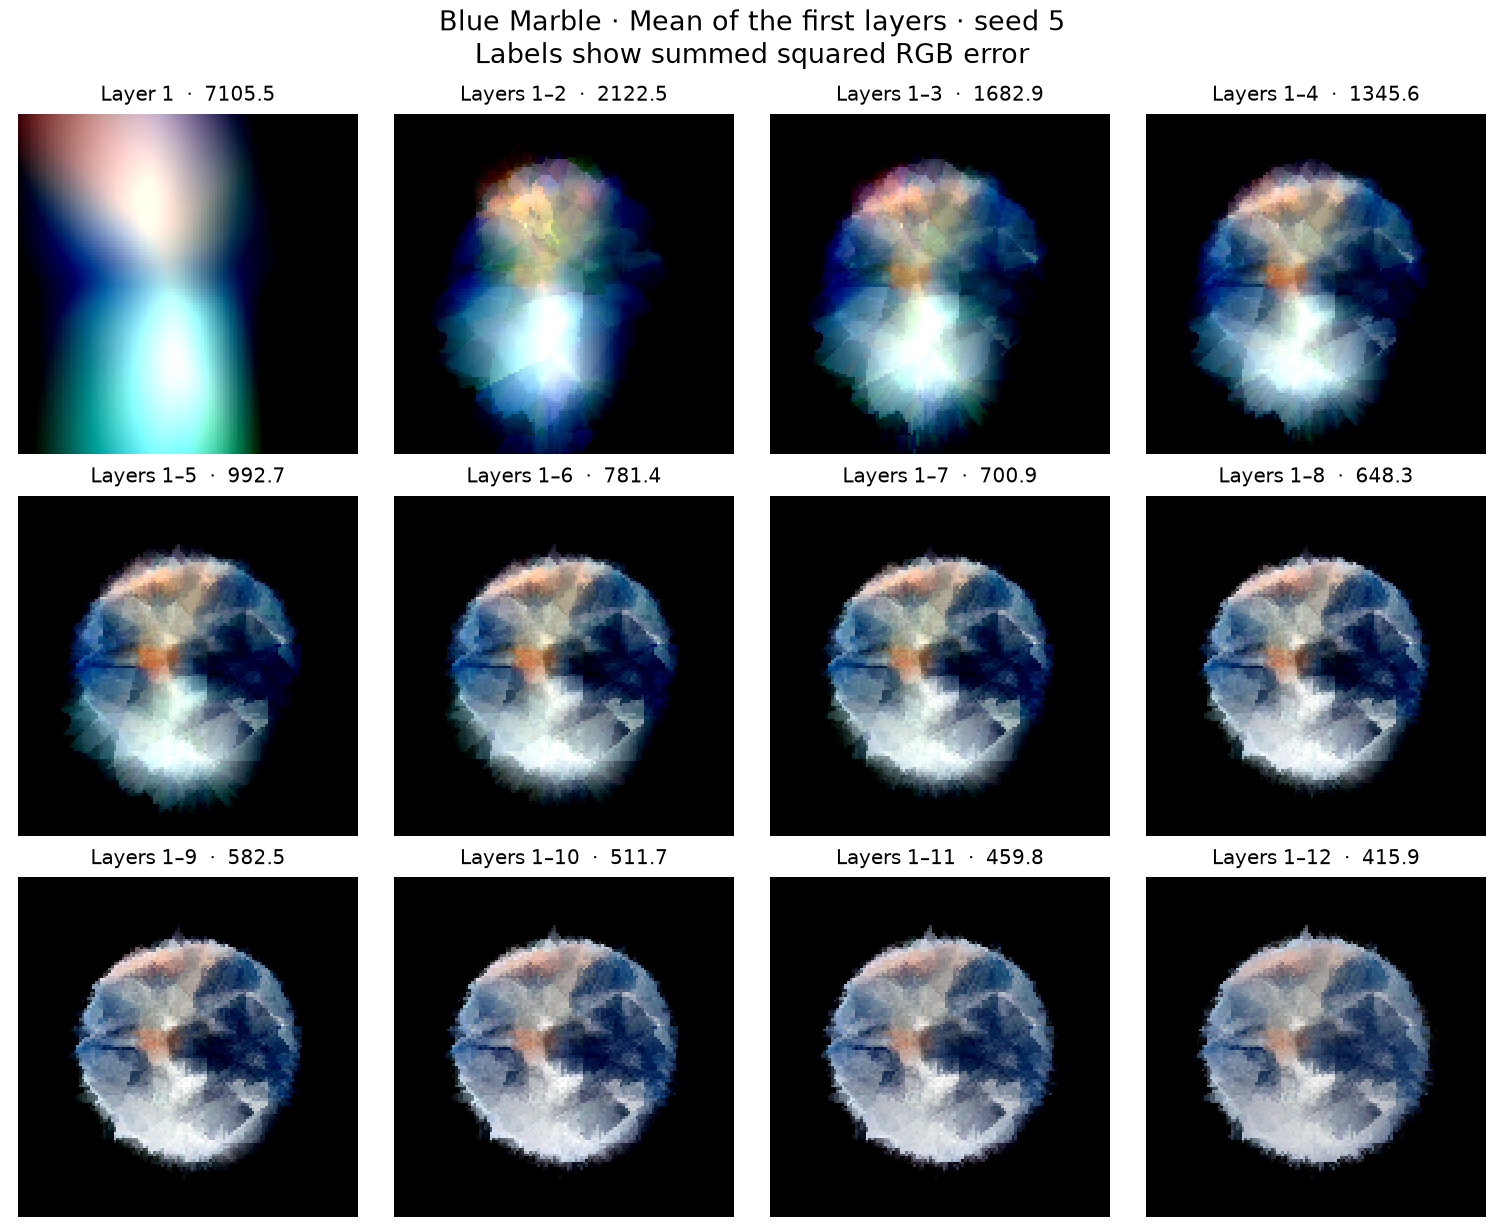 Blue Marble · Mean of the first layers · seed 5
Labels show summed squared RGB error
Layer 1 · 7105.5
Layers 1–2 · 2122.5
Layers 1–3 · 1682.9
Layers 1–4 · 1345.6
Layers 1–5 · 992.7
Layers 1–6 · 781.4
Layers 1–7 · 700.9
Layers 1–8 · 648.3
Layers 1–9 · 582.5
Layers 1–10 · 511.7
Layers 1–11 · 459.8
Layers 1–12 · 415.9